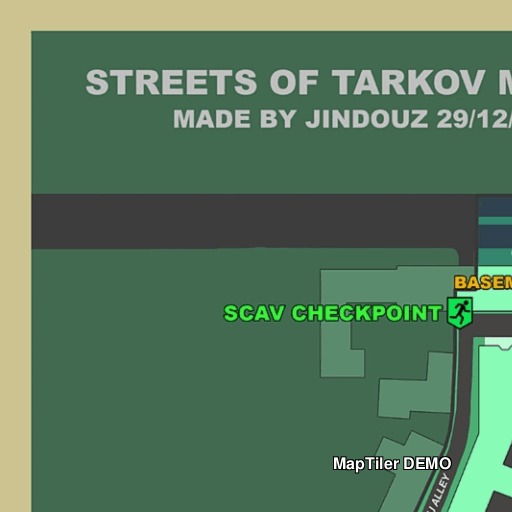 STREETS OF TARKOV
MADE BY JINDOUZ 29/12/
BASEM
SCAV CHECKPOINT
MapTiler DEMO
ALLEY